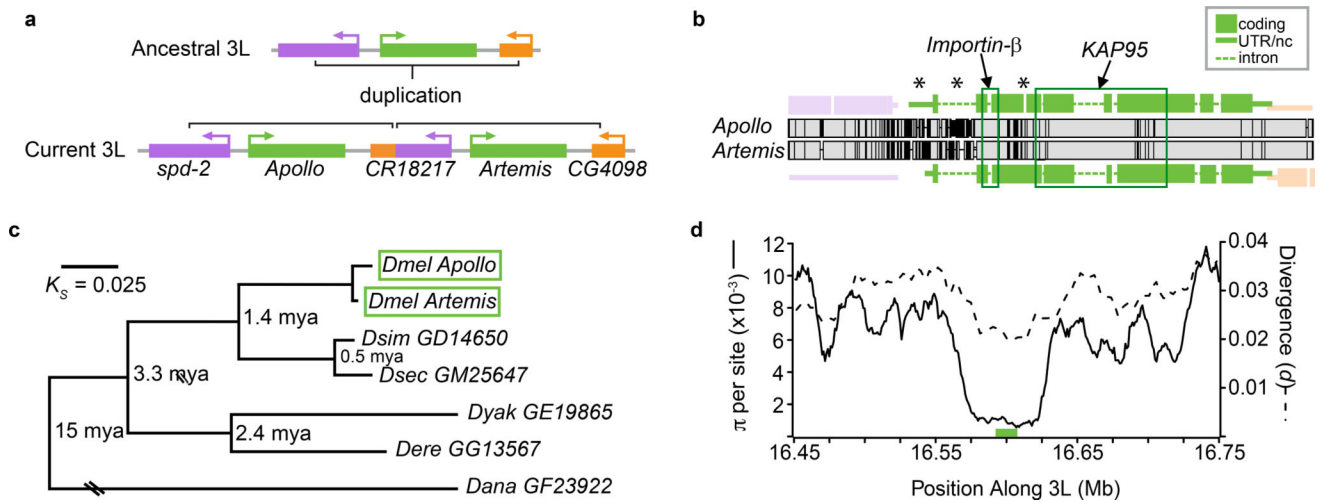 a
Ancestral 3L
duplication
Current 3L
spd-2 Apollo CR18217 Artemis CG4098
b
Importin-β KAP95
* * *
coding
UTR/nc
intron
Apollo
Artemis
c
KS = 0.025
Dmel Apollo
Dmel Artemis
1.4 mya
Dsim GD14650
0.5 mya
Dsec GM25647
3.3 mya
Dyak GE19865
15 mya
2.4 mya
Dere GG13567
Dana GF23922
d
π per site (x10-3)
12
10
8
6
4
2
0.04
0.03
0.02
0.01
Divergence (d)
16.45 16.55 16.65 16.75
Position Along 3L (Mb)